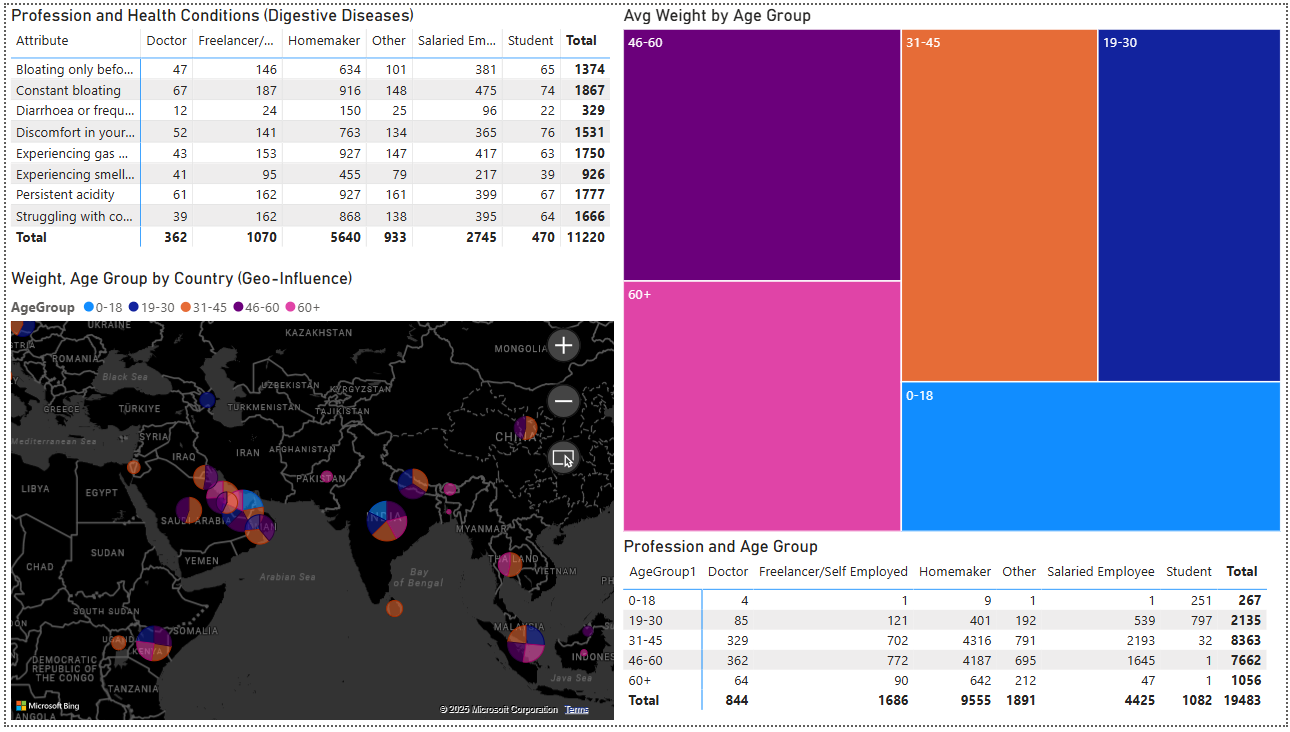 Profession and Health Conditions (Digestive Diseases)
Attribute Doctor Freelancer/... Homemaker Other Salaried Em... Student Total
Bloating only befo... 47 146 634 101 381 65 1374
Constant bloating 67 187 916 148 475 74 1867
Diarrhoea or frequ... 12 24 150 25 96 22 329
Discomfort in your... 52 141 763 134 365 76 1531
Experiencing gas ... 43 153 927 147 417 63 1750
Experiencing smell... 41 95 455 79 217 39 926
Persistent acidity 61 162 927 161 399 67 1777
Struggling with co... 39 162 868 138 395 64 1666
Total 362 1070 5640 933 2745 470 11220
Weight, Age Group by Country (Geo-Influence)
AgeGroup 0-18 19-30 31-45 46-60 60+
UKRAINE
KAZAKHSTAN
MONGOLIA
TRIA
ROMANIA
Black Sea
UZBEKISTAN
KYRGYZSTAN
GREECE
TÜRKIYE
TURKMENISTAN
TAJIKISTAN
Mediterranean Sea
SYRIA
CHINA
IRAQ
IRAN
AFGHANISTAN
PAKISTAN
LIBYA
EGYPT
SAUDI ARABI
INDIA
MYANMAR
SUDAN
YEMEN
CHAD
Arabian Sea
Bay
of Bengal
VIETNAM
PH
SOUTH SUDAN
SOMALIA
MALAYSIA
KENYA
DEMOCRATIC
REPUBLIC OF
THE CONGO
INDONES
Java Sea
TANZANIA
ANGOLA
Microsoft Bing
© 2025 Microsoft Corporation Terms
Avg Weight by Age Group
46-60
31-45
19-30
60+
0-18
Profession and Age Group
AgeGroup1 Doctor Freelancer/Self Employed Homemaker Other Salaried Employee Student Total
0-18 4 1 9 1 1 251 267
19-30 85 121 401 192 539 797 2135
31-45 329 702 4316 791 2193 32 8363
46-60 362 772 4187 695 1645 1 7662
60+ 64 90 642 212 47 1 1056
Total 844 1686 9555 1891 4425 1082 19483